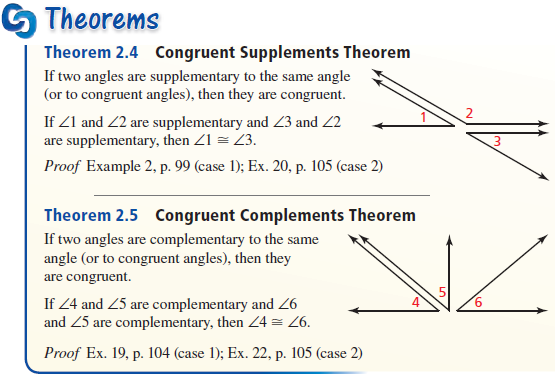 Theorems
Theorem 2.4 Congruent Supplements Theorem
If two angles are supplementary to the same angle
(or to congruent angles), then they are congruent.
If ∠1 and ∠2 are supplementary and ∠3 and ∠2
are supplementary, then ∠1 ≅ ∠3.
Proof Example 2, p. 99 (case 1); Ex. 20, p. 105 (case 2)
1
2
3
Theorem 2.5 Congruent Complements Theorem
If two angles are complementary to the same
angle (or to congruent angles), then they
are congruent.
If ∠4 and ∠5 are complementary and ∠6
and ∠5 are complementary, then ∠4 ≅ ∠6.
Proof Ex. 19, p. 104 (case 1); Ex. 22, p. 105 (case 2)
4
5
6